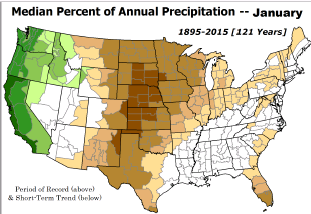 Median Percent of Annual Precipitation -- January
1895-2015 [121 Years]
Period of Record (above)
& Short-Term Trend (below)